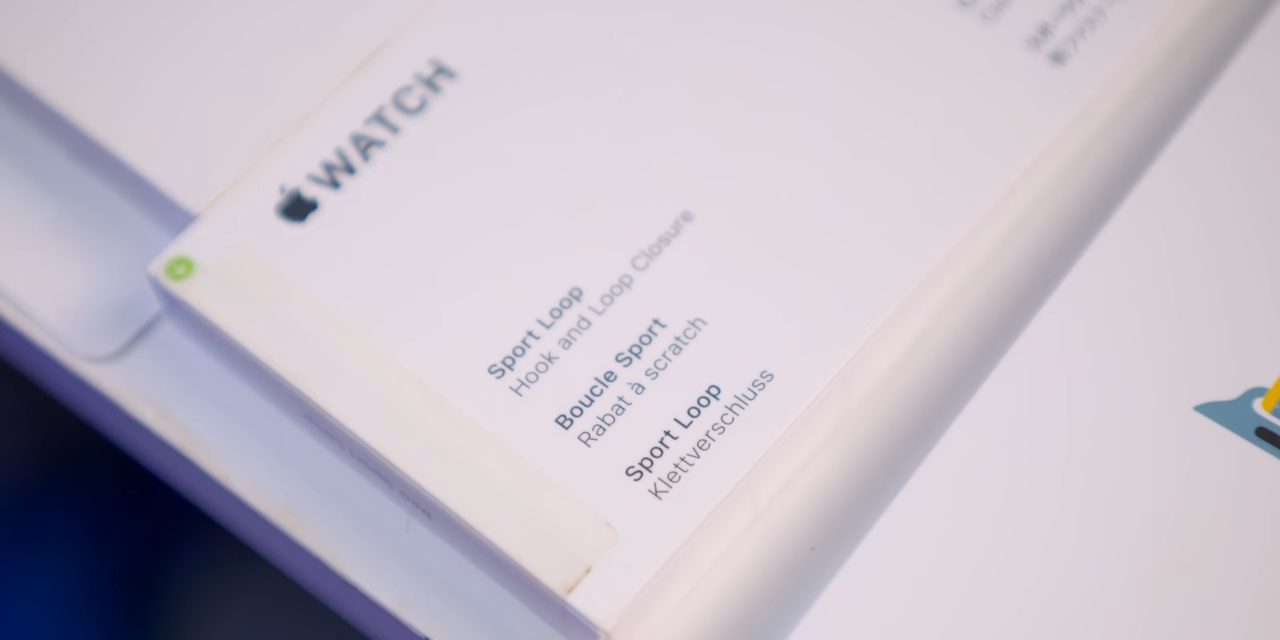 WATCH
Sport Loop
Hook and Loop Closure
Boucle Sport
Rabat à scratch
Sport Loop
Klettverschluss